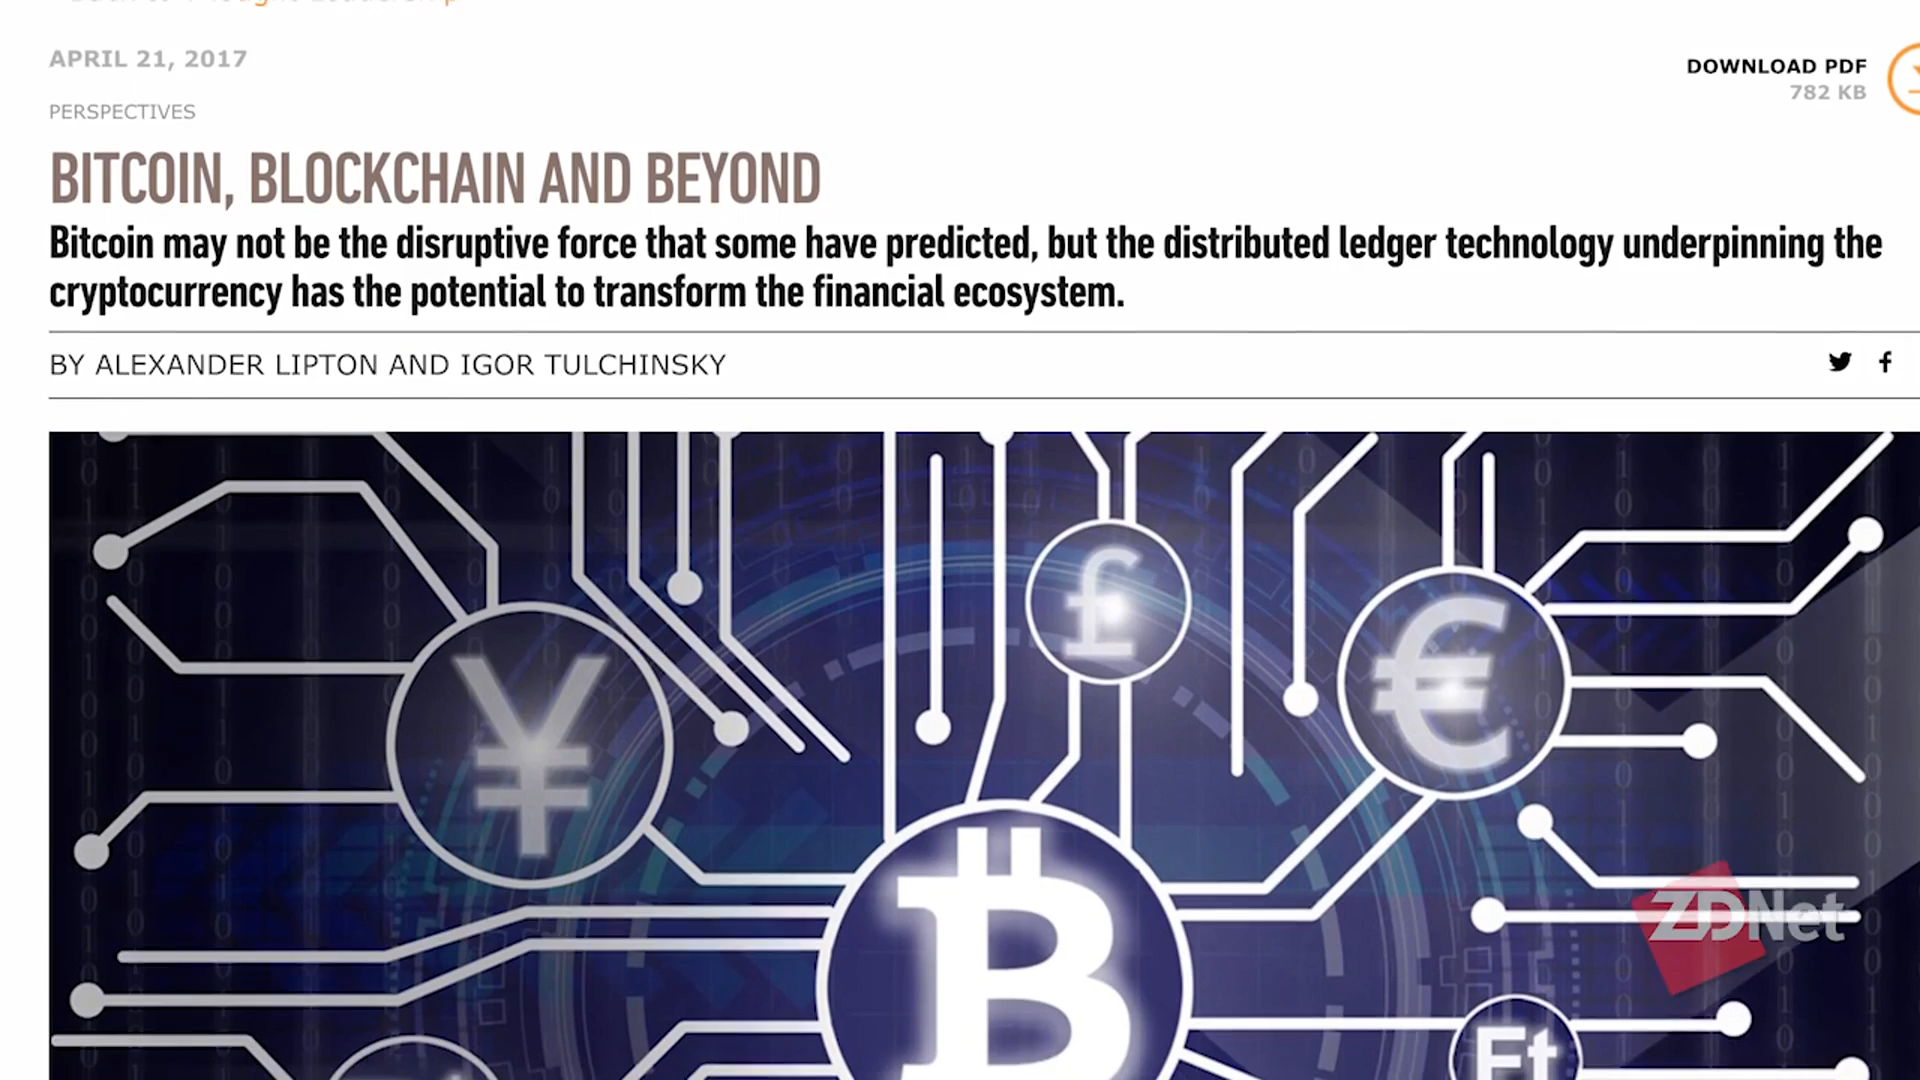 APRIL 21, 2017
DOWNLOAD PDF
782 KB
PERSPECTIVES
BITCOIN, BLOCKCHAIN AND BEYOND
Bitcoin may not be the disruptive force that some have predicted, but the distributed ledger technology underpinning the
cryptocurrency has the potential to transform the financial ecosystem.
BY ALEXANDER LIPTON AND IGOR TULCHINSKY
£
€
¥
B
ZDNet
Ft